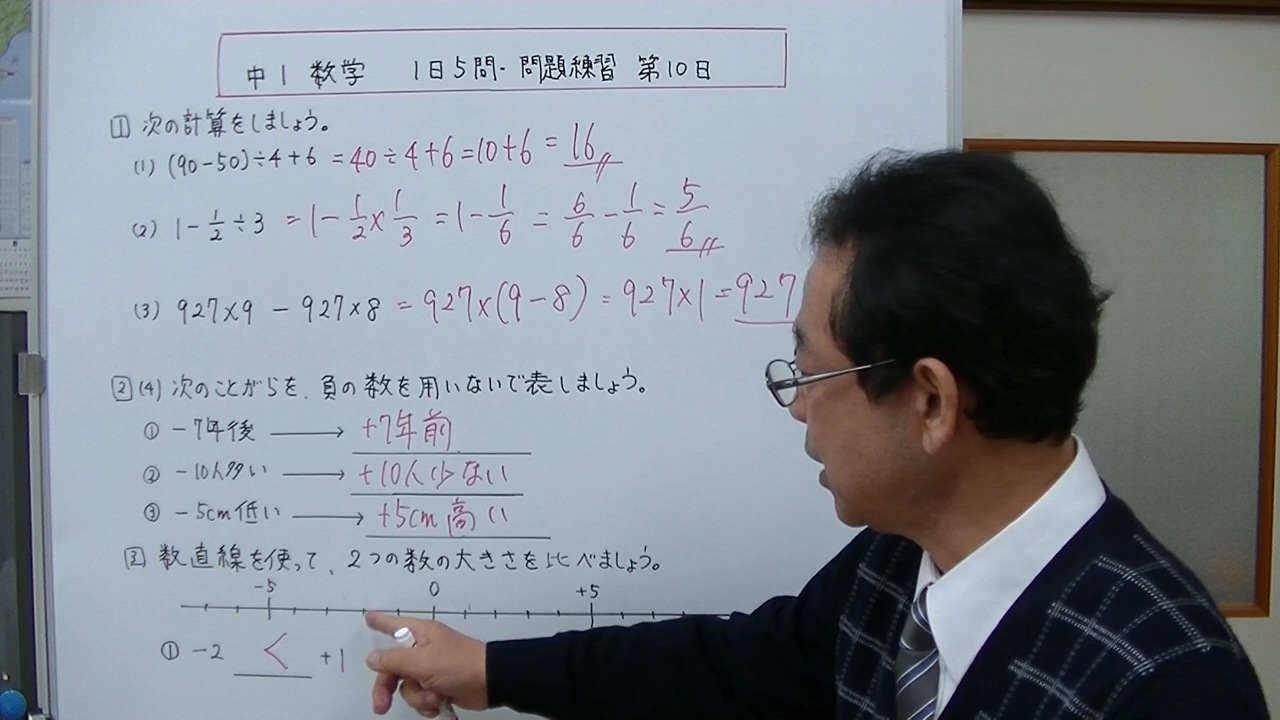 中1 数学 1日5問・問題練習 第10日
1 次の計算をしましょう。
(1) (90-50)÷4+6 =40÷4+6=10+6 = 16
(2) 1-1/2÷3 =1-1/2×1/3 =1-1/6 = 6/6-1/6=5/6
(3) 927×9 - 927×8 = 927×(9-8) = 927×1=927
2 (4) 次のことがらを、負の数を用いないで表しましょう。
① -7年後 → +7年前
② -10人多い → +10人少ない
③ -5cm低い → +5cm高い
3 数直線を使って、2つの数の大きさを比べましょう。
-5 0 +5
① -2 < +1